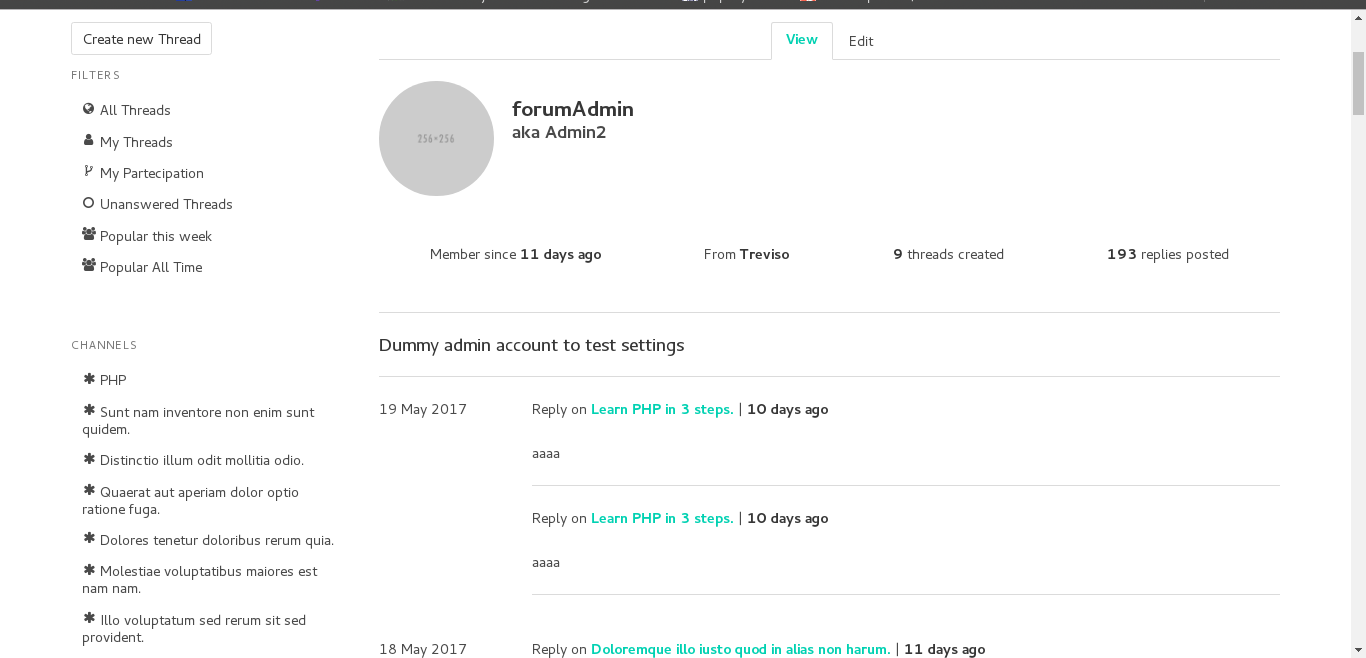 Create new Thread
FILTERS
All Threads
My Threads
My Partecipation
Unanswered Threads
Popular this week
Popular All Time
CHANNELS
PHP
Sunt nam inventore non enim sunt
quidem.
Distinctio illum odit mollitia odio.
Quaerat aut aperiam dolor optio
ratione fuga.
Dolores tenetur doloribus rerum quia.
Molestiae voluptatibus maiores est
nam nam.
Illo voluptatum sed rerum sit sed
provident.
View
Edit
256×256
forumAdmin
aka Admin2
Member since 11 days ago
From Treviso
9 threads created
193 replies posted
Dummy admin account to test settings
19 May 2017
Reply on Learn PHP in 3 steps. | 10 days ago
aaaa
Reply on Learn PHP in 3 steps. | 10 days ago
aaaa
18 May 2017
Reply on Doloremque illo iusto quod in alias non harum. | 11 days ago